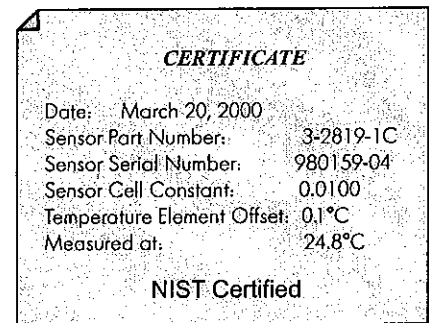 CERTIFICATE
Date: March 20, 2000
Sensor Part Number: 3-2819-1C
Sensor Serial Number: 980159-04
Sensor Cell Constant: 0.0100
Temperature Element Offset: 0.1°C
Measured at: 24.8°C
NIST Certified